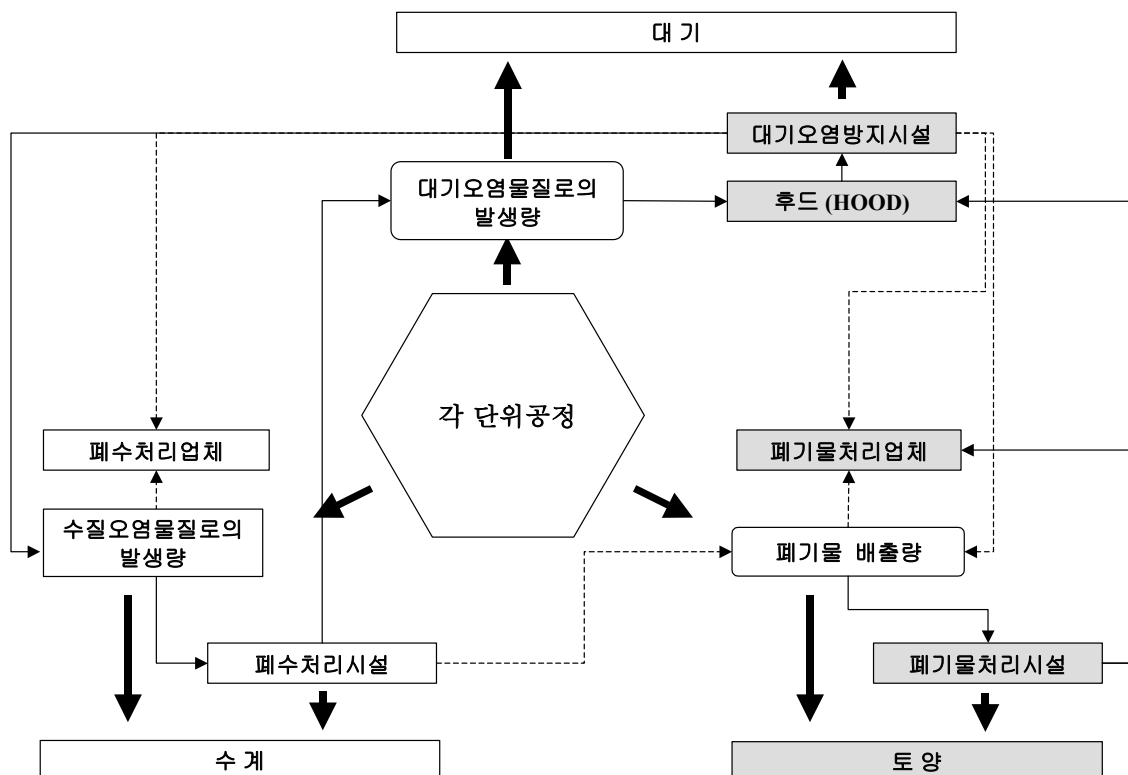 대 기
대기오염방지시설
대기오염물질로의
발생량
후드 (HOOD)
각 단위공정
폐수처리업체
폐기물처리업체
수질오염물질로의
발생량
폐기물 배출량
폐수처리시설
폐기물처리시설
수 계
토 양